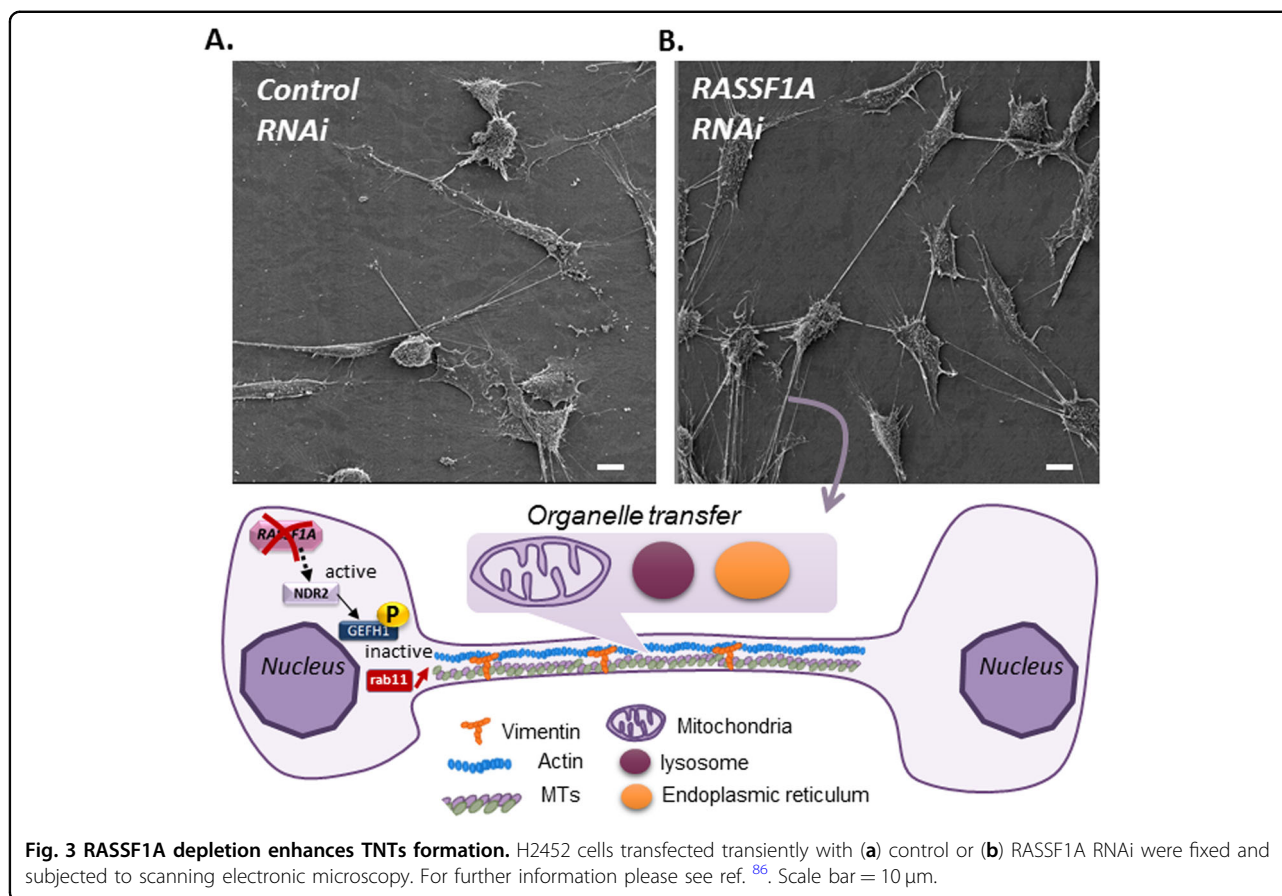 A.
B.
Control
RNAi
RASSF1A
RNAi
Organelle transfer
RASSF1A
active
NDR2
P
GEFH1
inactive
Nucleus
rab11
Nucleus
Vimentin
Mitochondria
Actin
lysosome
MTs
Endoplasmic reticulum
Fig. 3 RASSF1A depletion enhances TNTs formation. H2452 cells transfected transiently with (a) control or (b) RASSF1A RNAi were fixed and
subjected to scanning electronic microscopy. For further information please see ref. 86. Scale bar = 10 µm.